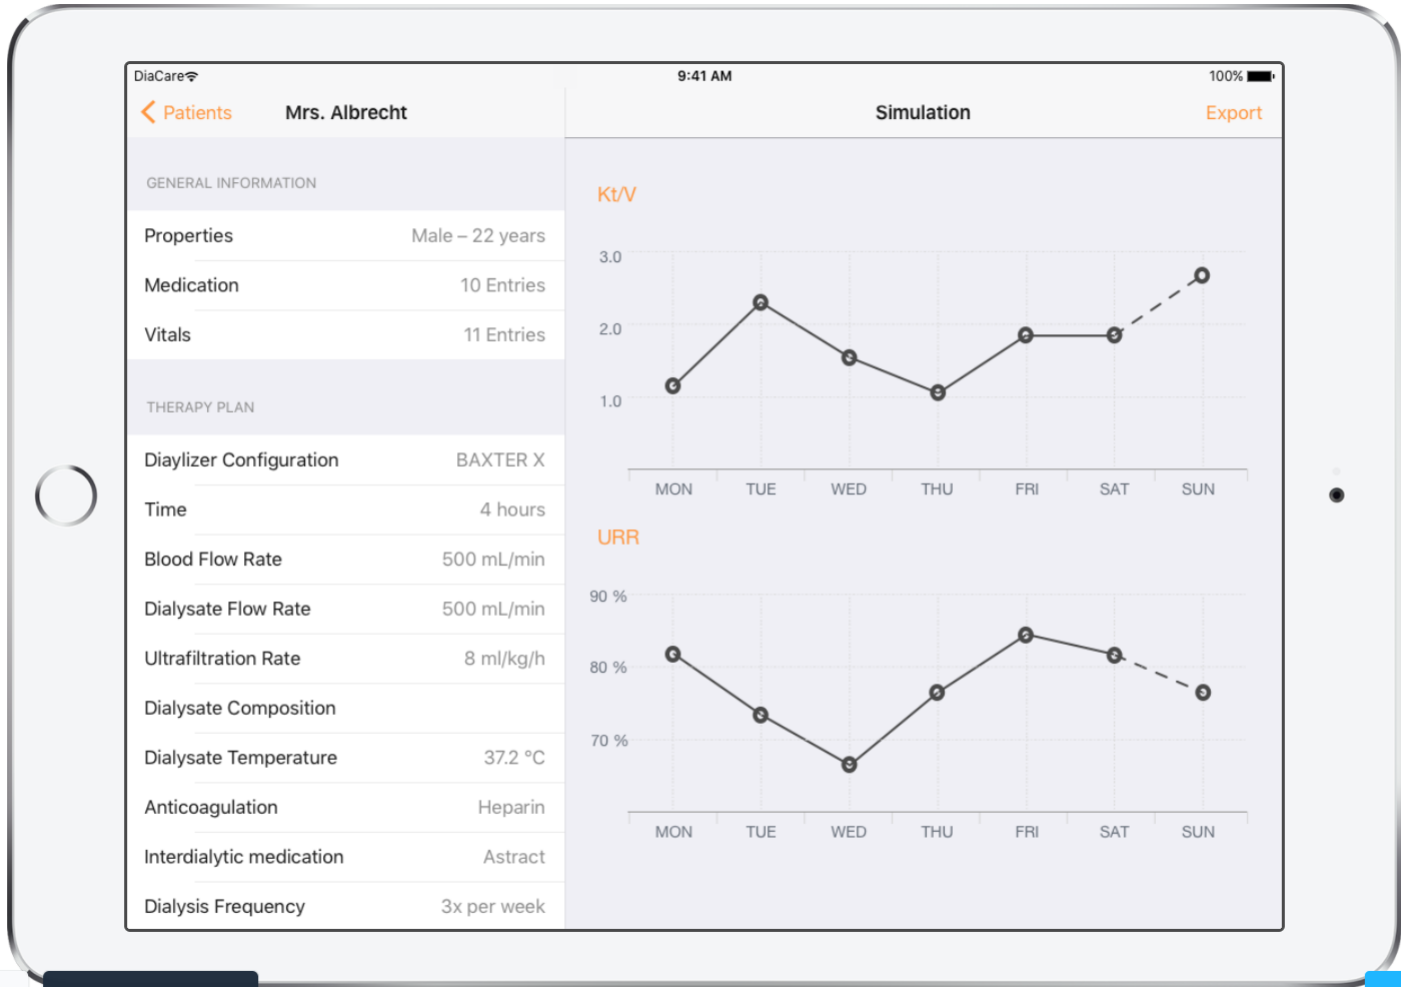 DiaCare
9:41 AM
100%
Patients
Mrs. Albrecht
Simulation
Export
GENERAL INFORMATION
Properties Male – 22 years
Medication 10 Entries
Vitals 11 Entries
THERAPY PLAN
Diaylizer Configuration BAXTER X
Time 4 hours
Blood Flow Rate 500 mL/min
Dialysate Flow Rate 500 mL/min
Ultrafiltration Rate 8 ml/kg/h
Dialysate Composition
Dialysate Temperature 37.2 °C
Anticoagulation Heparin
Interdialytic medication Astract
Dialysis Frequency 3x per week
Kt/V
3.0
2.0
1.0
MON TUE WED THU FRI SAT SUN
URR
90 %
80 %
70 %
MON TUE WED THU FRI SAT SUN